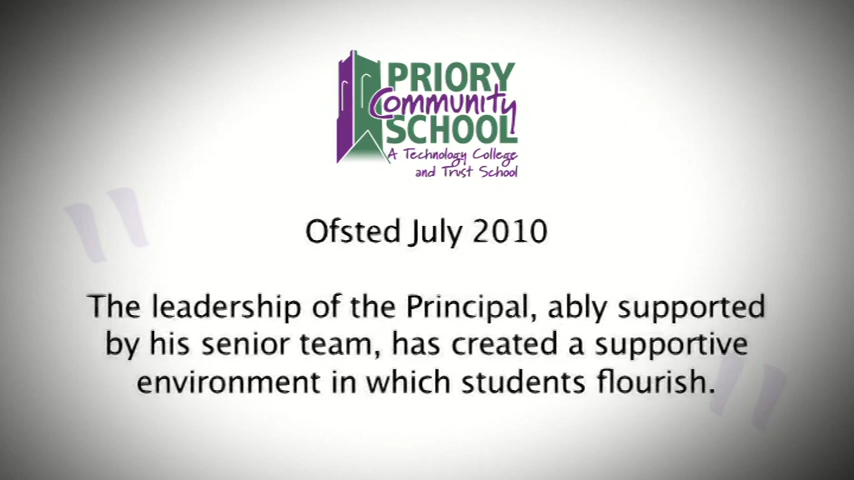 PRIORY
Community
SCHOOL
A Technology College
and Trust School
Ofsted July 2010
The leadership of the Principal, ably supported
by his senior team, has created a supportive
environment in which students flourish.